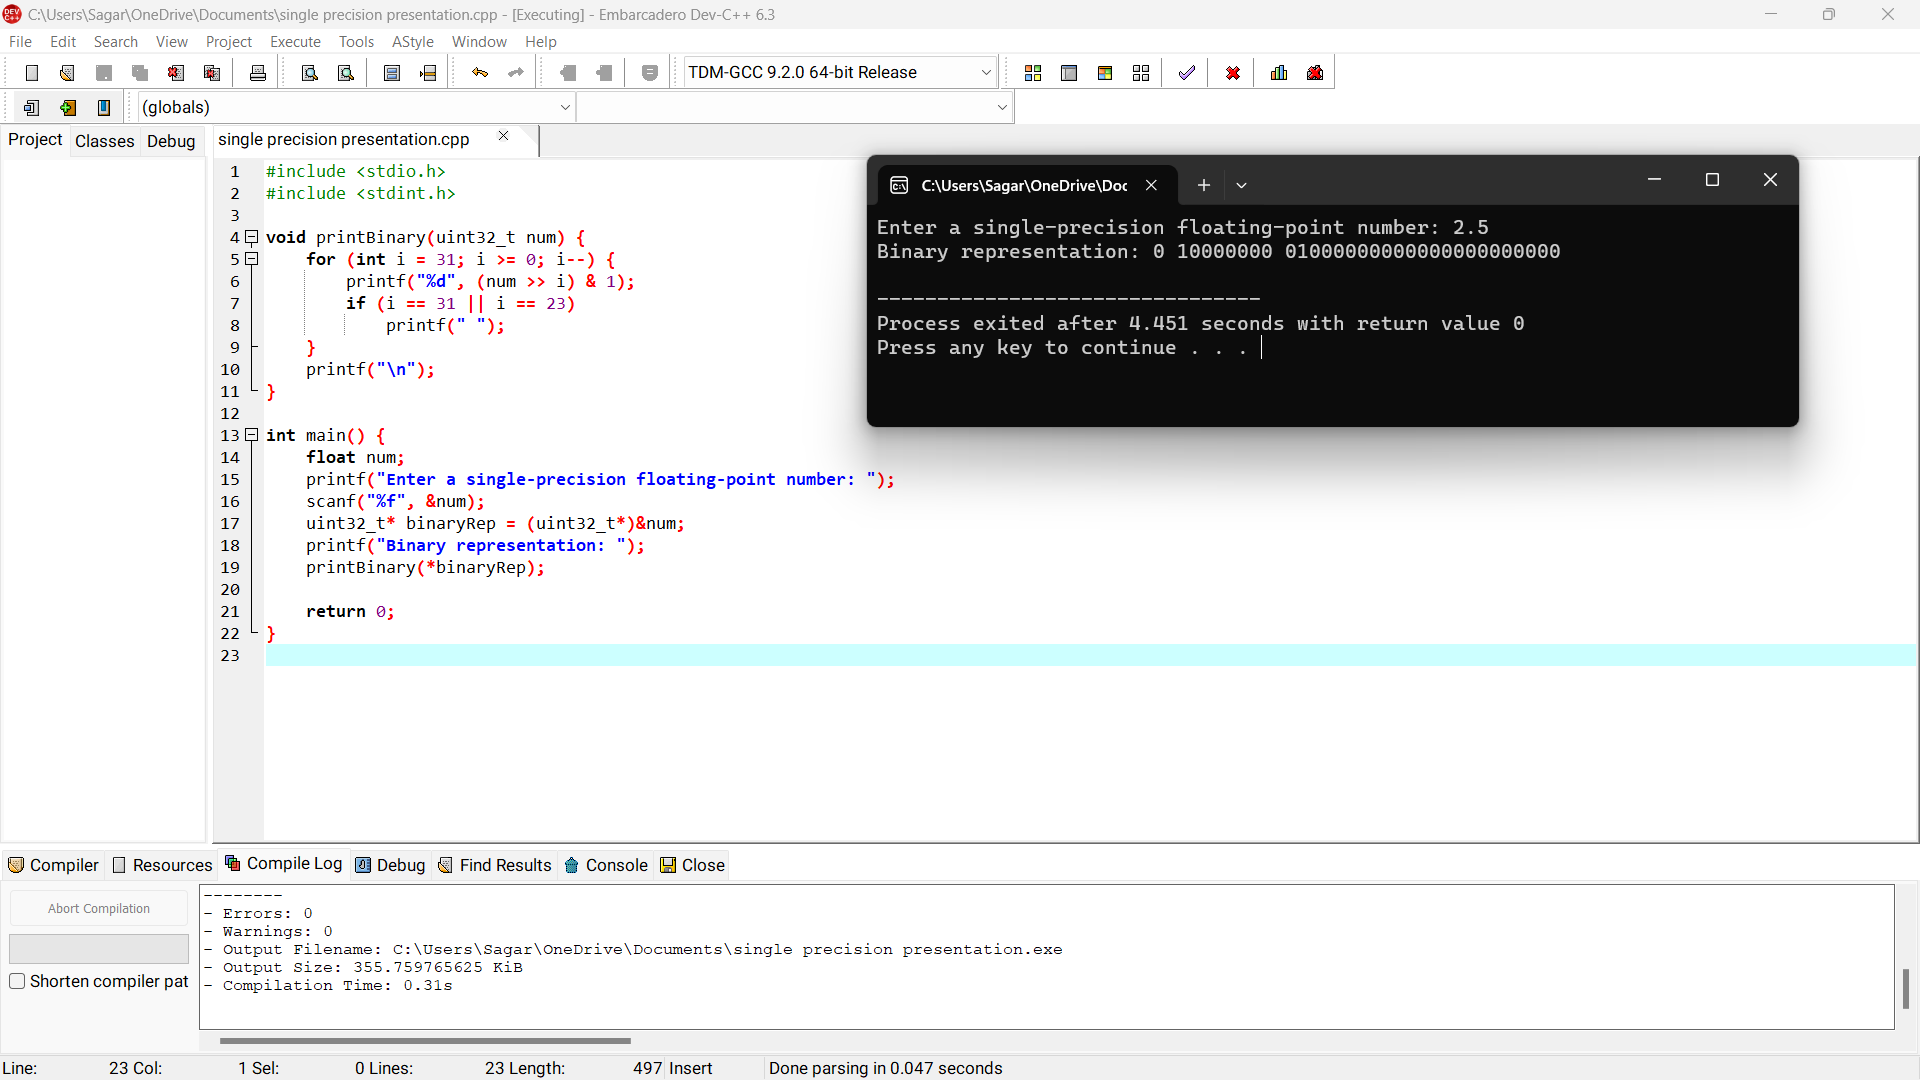 C:\Users\Sagar\OneDrive\Documents\single precision presentation.cpp - [Executing] - Embarcadero Dev-C++ 6.3
File Edit Search View Project Execute Tools AStyle Window Help
TDM-GCC 9.2.0 64-bit Release
(globals)
Project Classes Debug
single precision presentation.cpp
1 #include <stdio.h>
2 #include <stdint.h>
3
4 void printBinary(uint32_t num) {
5 for (int i = 31; i >= 0; i--) {
6 printf("%d", (num >> i) & 1);
7 if (i == 31 || i == 23)
8 printf(" ");
9 }
10 printf("\n");
11 }
12
13 int main() {
14 float num;
15 printf("Enter a single-precision floating-point number: ");
16 scanf("%f", &num);
17 uint32_t* binaryRep = (uint32_t*)&num;
18 printf("Binary representation: ");
19 printBinary(*binaryRep);
20
21 return 0;
22 }
23
C:\Users\Sagar\OneDrive\Doc
Enter a single-precision floating-point number: 2.5
Binary representation: 0 10000000 01000000000000000000000
--------------------------------
Process exited after 4.451 seconds with return value 0
Press any key to continue . . .
Compiler Resources Compile Log Debug Find Results Console Close
Abort Compilation
Shorten compiler pat
--------
- Errors: 0
- Warnings: 0
- Output Filename: C:\Users\Sagar\OneDrive\Documents\single precision presentation.exe
- Output Size: 355.759765625 KiB
- Compilation Time: 0.31s
Line: 23 Col: 1 Sel: 0 Lines: 23 Length: 497 Insert Done parsing in 0.047 seconds